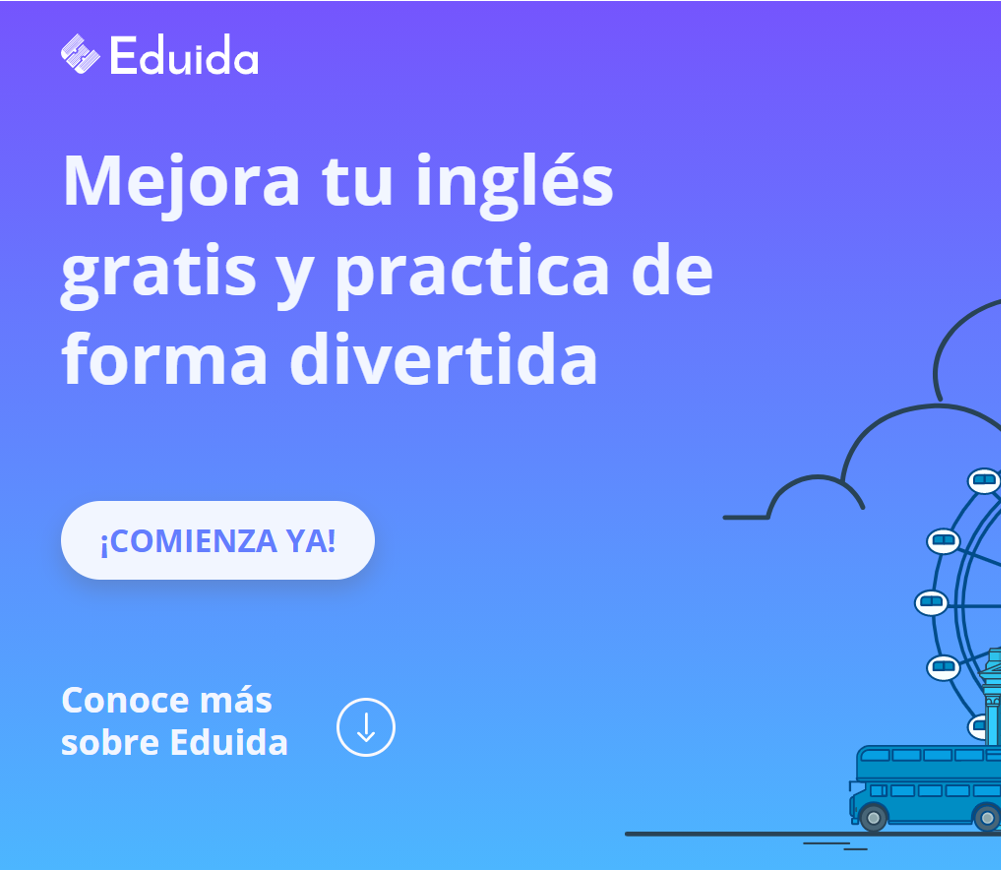 Eduida
Mejora tu inglés
gratis y practica de
forma divertida
¡COMIENZA YA!
Conoce más
sobre Eduida